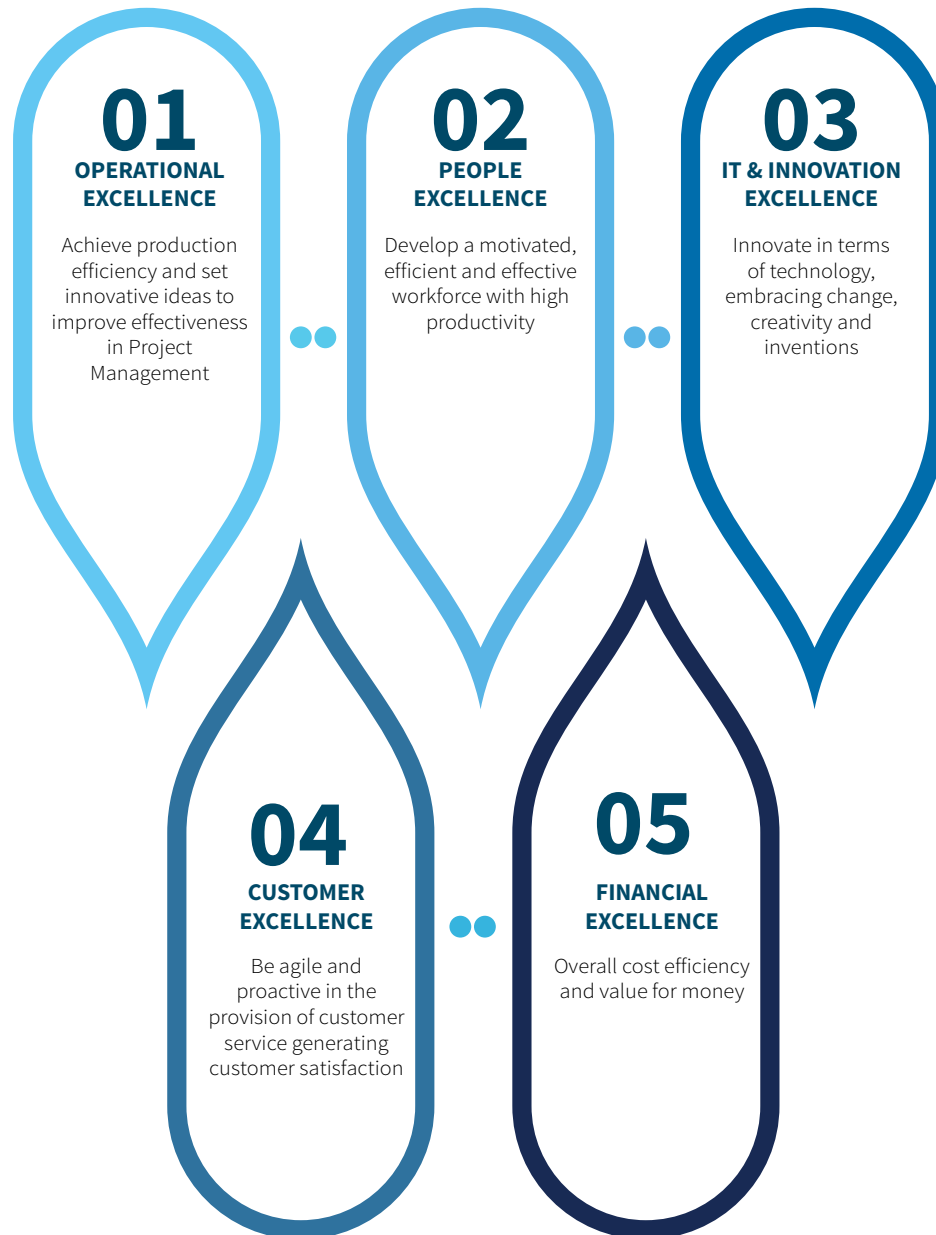 01
OPERATIONAL
EXCELLENCE
Achieve production
efficiency and set
innovative ideas to
improve effectiveness
in Project
Management
02
PEOPLE
EXCELLENCE
Develop a motivated,
efficient and effective
workforce with high
productivity
03
IT & INNOVATION
EXCELLENCE
Innovate in terms
of technology,
embracing change,
creativity and
inventions
04
CUSTOMER
EXCELLENCE
Be agile and
proactive in the
provision of customer
service generating
customer satisfaction
05
FINANCIAL
EXCELLENCE
Overall cost efficiency
and value for money